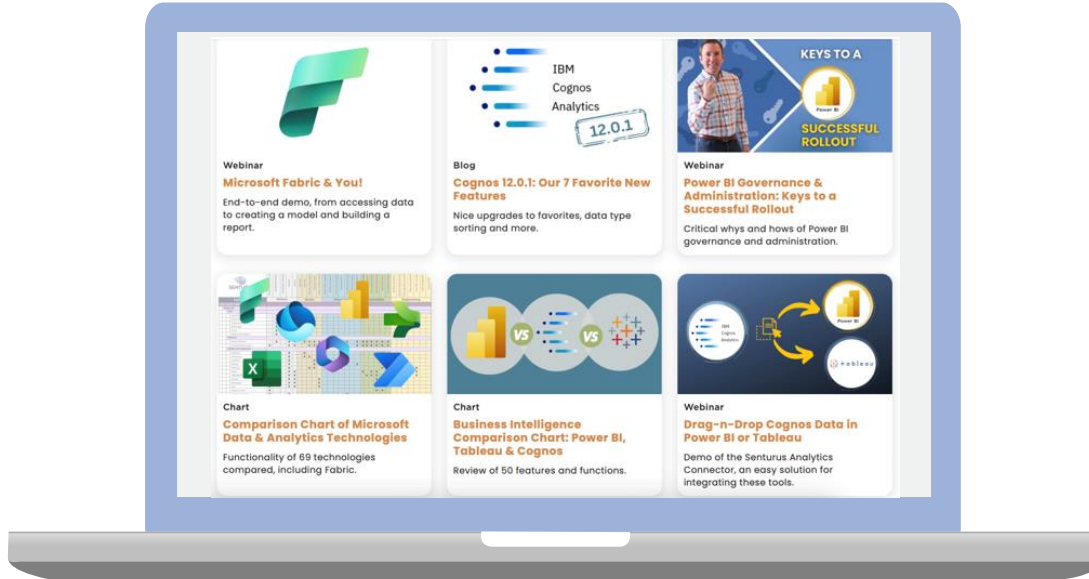 IBM
Cognos
Analytics
12.0.1
KEYS TO A
Power BI
SUCCESSFUL
ROLLOUT
Webinar
Microsoft Fabric & You!
End-to-end demo, from accessing data
to creating a model and building a
report.
Blog
Cognos 12.0.1: Our 7 Favorite New
Features
Nice upgrades to favorites, data type
sorting and more.
Webinar
Power BI Governance &
Administration: Keys to a
Successful Rollout
Critical whys and hows of Power BI
governance and administration.
X
VS
VS
IBM
Cognos
Analytics
Power BI
+ableau
Chart
Comparison Chart of Microsoft
Data & Analytics Technologies
Functionality of 69 technologies
compared, including Fabric.
Chart
Business Intelligence
Comparison Chart: Power BI,
Tableau & Cognos
Review of 50 features and functions.
Webinar
Drag-n-Drop Cognos Data in
Power BI or Tableau
Demo of the Senturus Analytics
Connector, an easy solution for
integrating these tools.